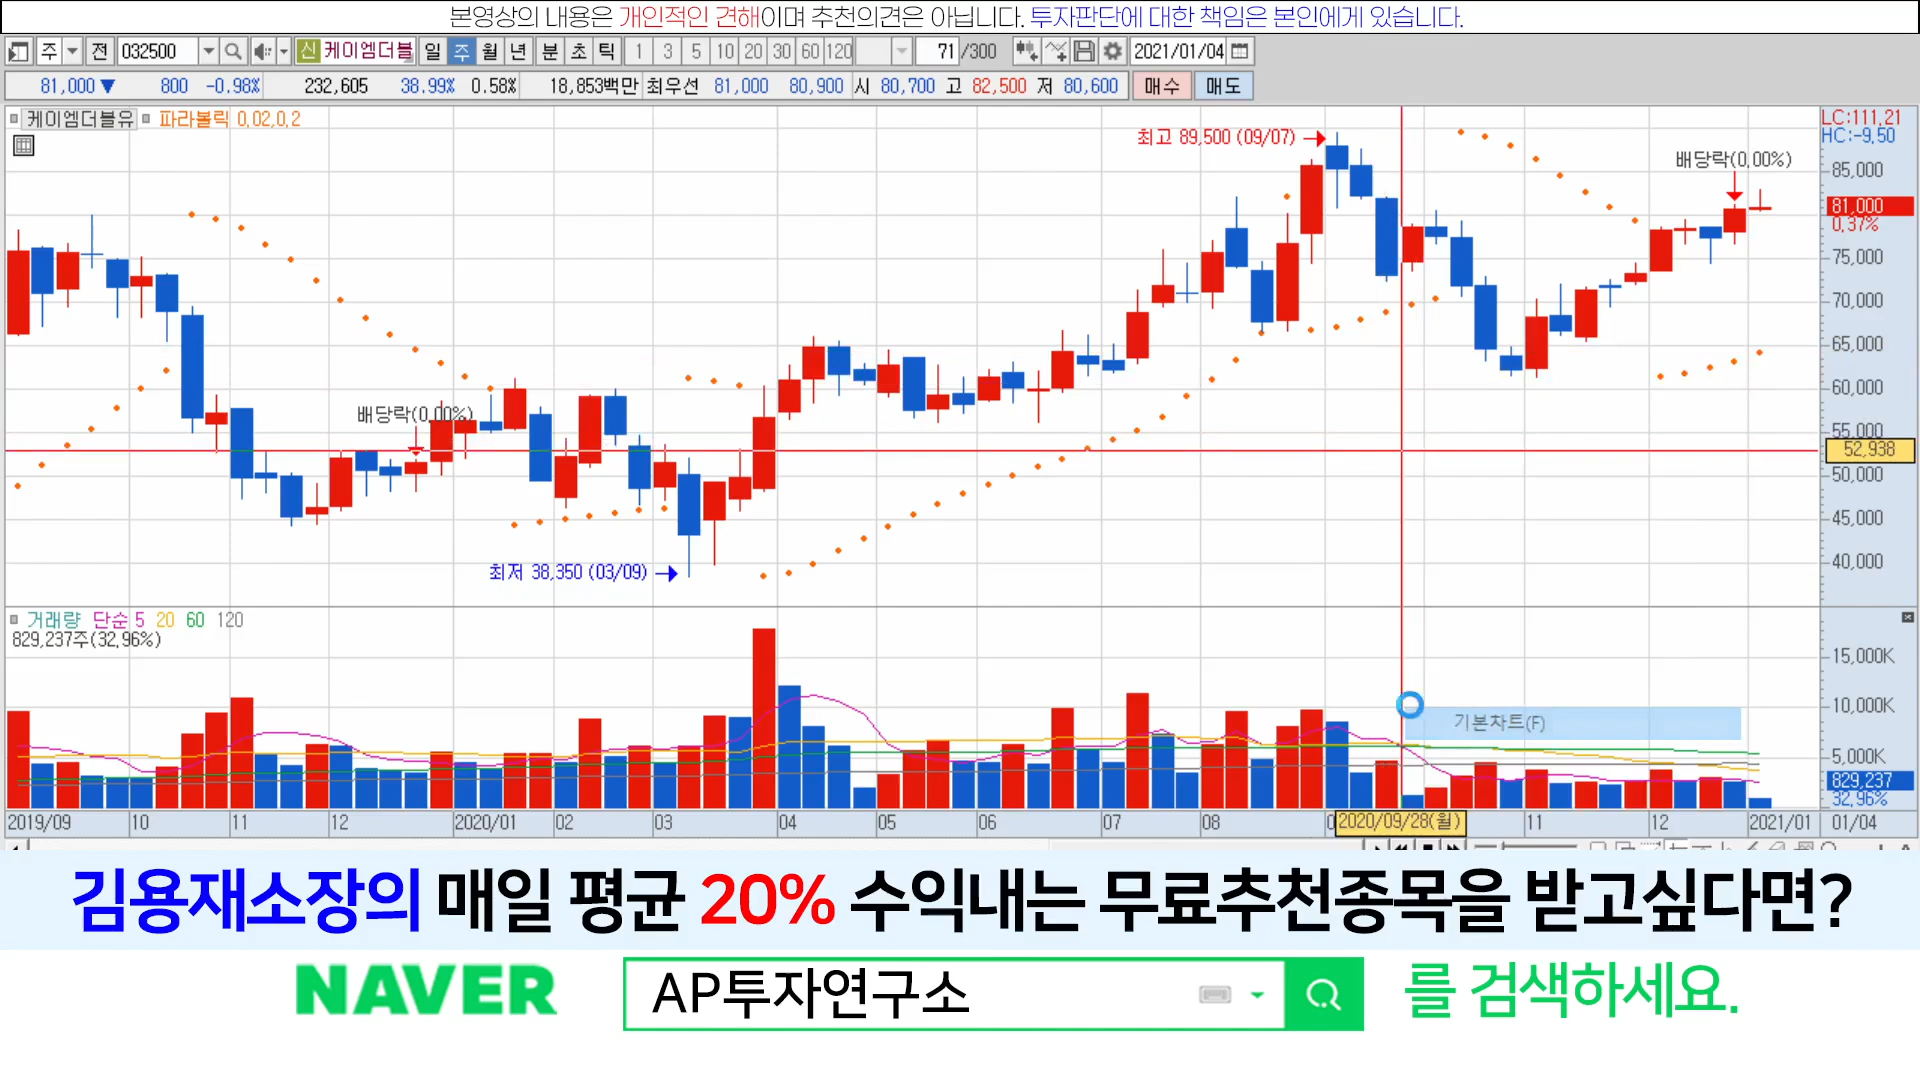 본영상의 내용은 개인적인 견해이며 추천의견은 아닙니다. 투자판단에 대한 책임은 본인에게 있습니다.
주 전 032500 신 케이엠더블 일 주 월 년 분 초 틱 1 3 5 10 20 30 60 120 71 /300 2021/01/04
81,000 ▼ 800 -0.98% 232,605 38.99% 0.58% 18,853백만 최우선 81,000 80,900 시 80,700 고 82,500 저 80,600 매수 매도
케이엠더블유 파라볼릭 0,02,0,2
LC:111,21
HC:-9,50
최고 89,500 (09/07)
배당락(0,00%)
85,000
81,000
0,37%
75,000
70,000
65,000
60,000
배당락(0,00%)
55,000
52,938
50,000
45,000
최저 38,350 (03/09)
40,000
거래량 단순 5 20 60 120
829,237주(32,96%)
15,000K
10,000K
기본차트(F)
5,000K
829,237
32,96%
2019/09 10 11 12 2020/01 02 03 04 05 06 07 08 0 2020/09/28(월) 11 12 2021/01 01/04
김용재소장의 매일 평균 20% 수익내는 무료추천종목을 받고싶다면?
NAVER AP투자연구소 를 검색하세요.